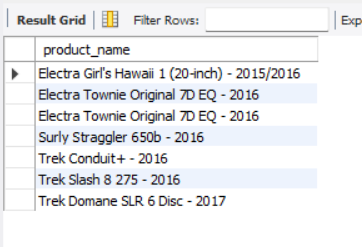 Result Grid Filter Rows: Exp
product_name
Electra Girl's Hawaii 1 (20-inch) - 2015/2016
Electra Townie Original 7D EQ - 2016
Electra Townie Original 7D EQ - 2016
Surly Straggler 650b - 2016
Trek Conduit+ - 2016
Trek Slash 8 275 - 2016
Trek Domane SLR 6 Disc - 2017